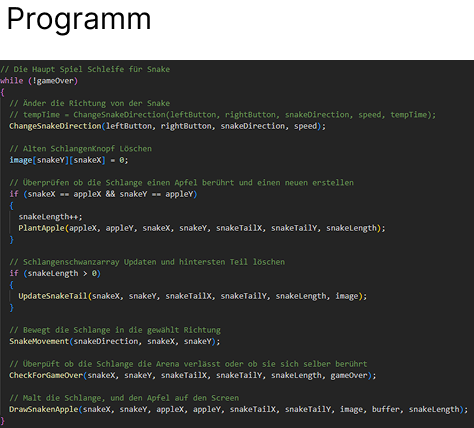 Programm
// Die Haupt Spiel Schleife für Snake
while (!gameOver)
{
// Änder die Richtung von der Snake
// tempTime = ChangeSnakeDirection(leftButton, rightButton, snakeDirection, speed, tempTime);
ChangeSnakeDirection(leftButton, rightButton, snakeDirection, speed);
// Alten SchlangenKnopf Löschen
image[snakeY][snakeX] = 0;
// Überprüfen ob die Schlange einen Apfel berührt und einen neuen erstellen
if (snakeX == appleX && snakeY == appleY)
{
snakeLength++;
PlantApple(appleX, appleY, snakeX, snakeY, snakeTailX, snakeTailY, snakeLength);
}
// Schlangenschwanzarray Updaten und hintersten Teil löschen
if (snakeLength > 0)
{
UpdateSnakeTail(snakeX, snakeY, snakeTailX, snakeTailY, snakeLength, image);
}
// Bewegt die Schlange in die gewählt Richtung
SnakeMovement(snakeDirection, snakeX, snakeY);
// Überpüft ob die Schlange die Arena verlässt oder ob sie sich selber berührt
CheckForGameOver(snakeX, snakeY, snakeTailX, snakeTailY, snakeLength, gameOver);
// Malt die Schlange, und den Apfel auf den Screen
DrawSnakenApple(snakeX, snakeY, appleX, appleY, snakeTailX, snakeTailY, image, buffer, snakeLength);
}